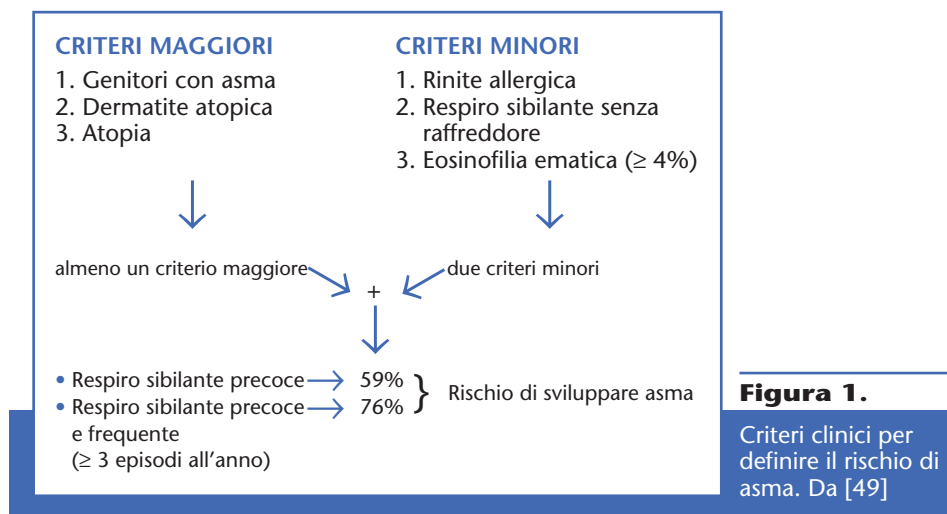 CRITERI MAGGIORI
1. Genitori con asma
2. Dermatite atopica
3. Atopia
CRITERI MINORI
1. Rinite allergica
2. Respiro sibilante senza
raffreddore
3. Eosinofilia ematica (≥ 4%)
almeno un criterio maggiore
+
due criteri minori
• Respiro sibilante precoce → 59%
• Respiro sibilante precoce → 76%
e frequente
(≥ 3 episodi all'anno)
} Rischio di sviluppare asma
Figura 1.
Criteri clinici per
definire il rischio di
asma. Da [49]